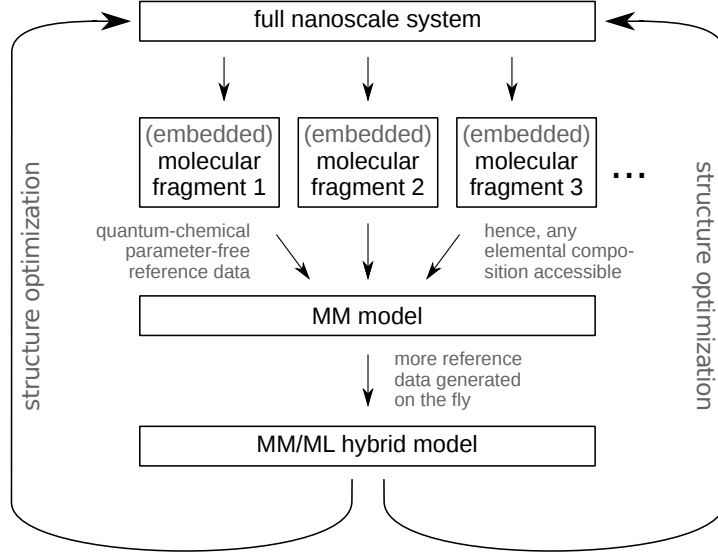 full nanoscale system
(embedded)
molecular
fragment 1
(embedded)
molecular
fragment 2
(embedded)
molecular
fragment 3
...
quantum-chemical
parameter-free
reference data
hence, any
elemental compo-
sition accessible
MM model
more reference
data generated
on the fly
MM/ML hybrid model
structure optimization
structure optimization